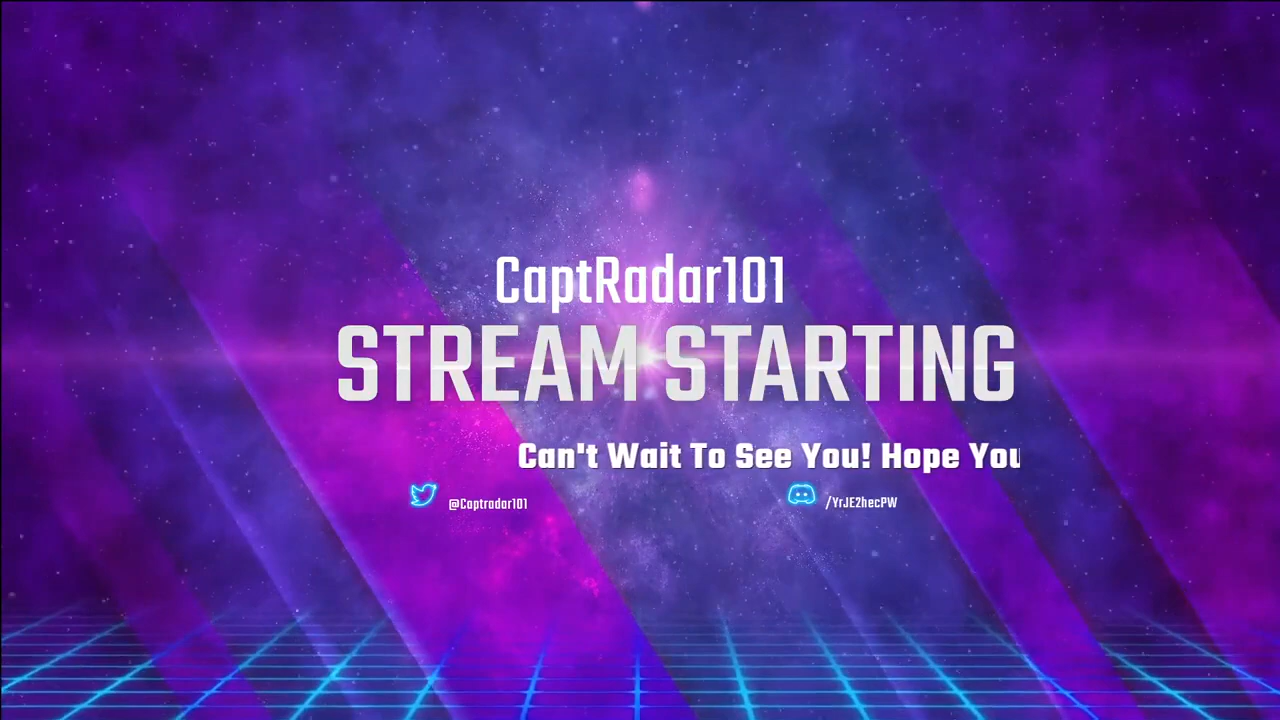 CaptRadar101
STREAM STARTING
Can't Wait To See You! Hope You
@Captradar101
/YrJE2hecPW